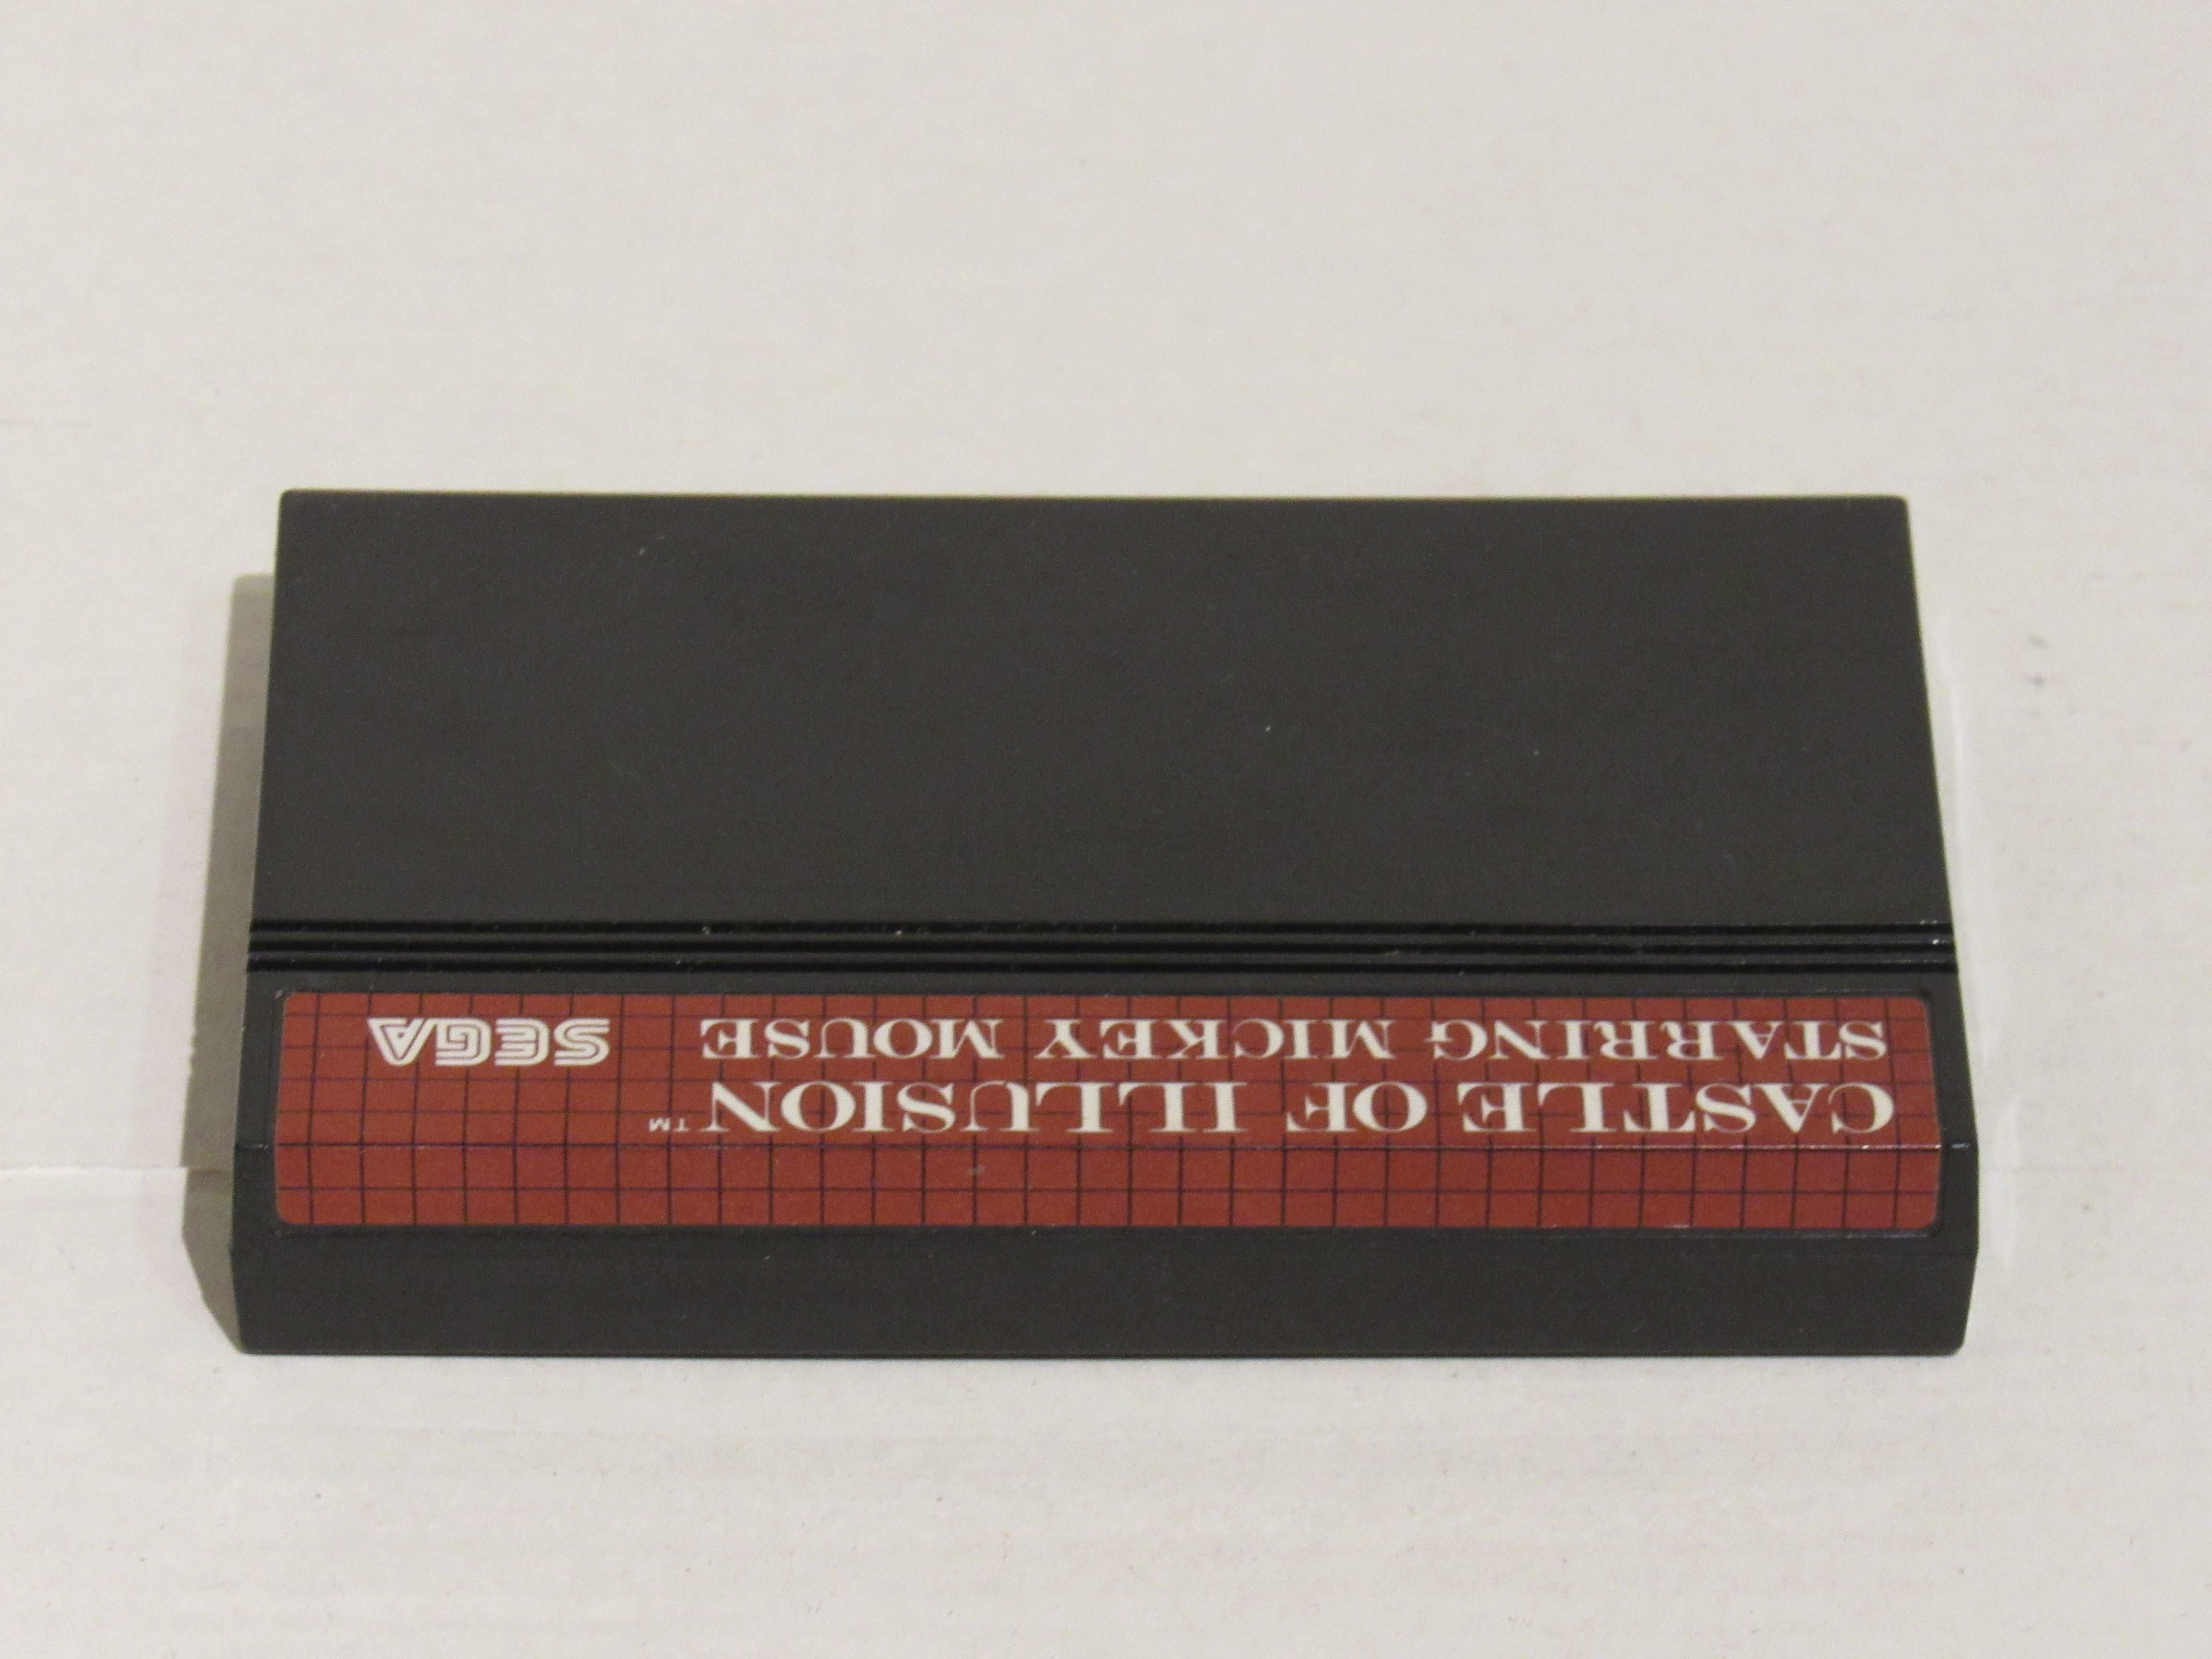 CASTLE OF ILLUSION™
STARRING MICKEY MOUSE
SEGA